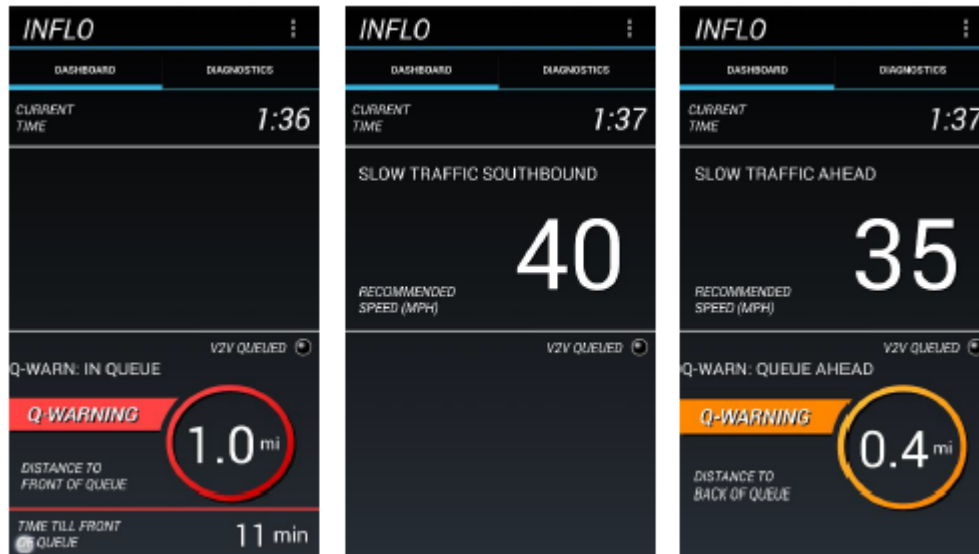 INFLO
DASHBOARD DIAGNOSTICS
CURRENT
TIME
1:36
V2V QUEUED
Q-WARN: IN QUEUE
Q-WARNING
1.0 mi
DISTANCE TO
FRONT OF QUEUE
TIME TILL FRONT
OF QUEUE
11 min
INFLO
DASHBOARD DIAGNOSTICS
CURRENT
TIME
1:37
SLOW TRAFFIC SOUTHBOUND
40
RECOMMENDED
SPEED (MPH)
V2V QUEUED
INFLO
DASHBOARD DIAGNOSTICS
CURRENT
TIME
1:37
SLOW TRAFFIC AHEAD
35
RECOMMENDED
SPEED (MPH)
V2V QUEUED
Q-WARN: QUEUE AHEAD
Q-WARNING
0.4 mi
DISTANCE TO
BACK OF QUEUE